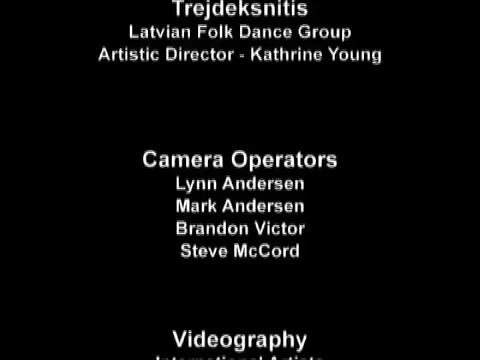 Trejdeksnitis
Latvian Folk Dance Group
Artistic Director - Kathrine Young
Camera Operators
Lynn Andersen
Mark Andersen
Brandon Victor
Steve McCord
Videography
International Artists